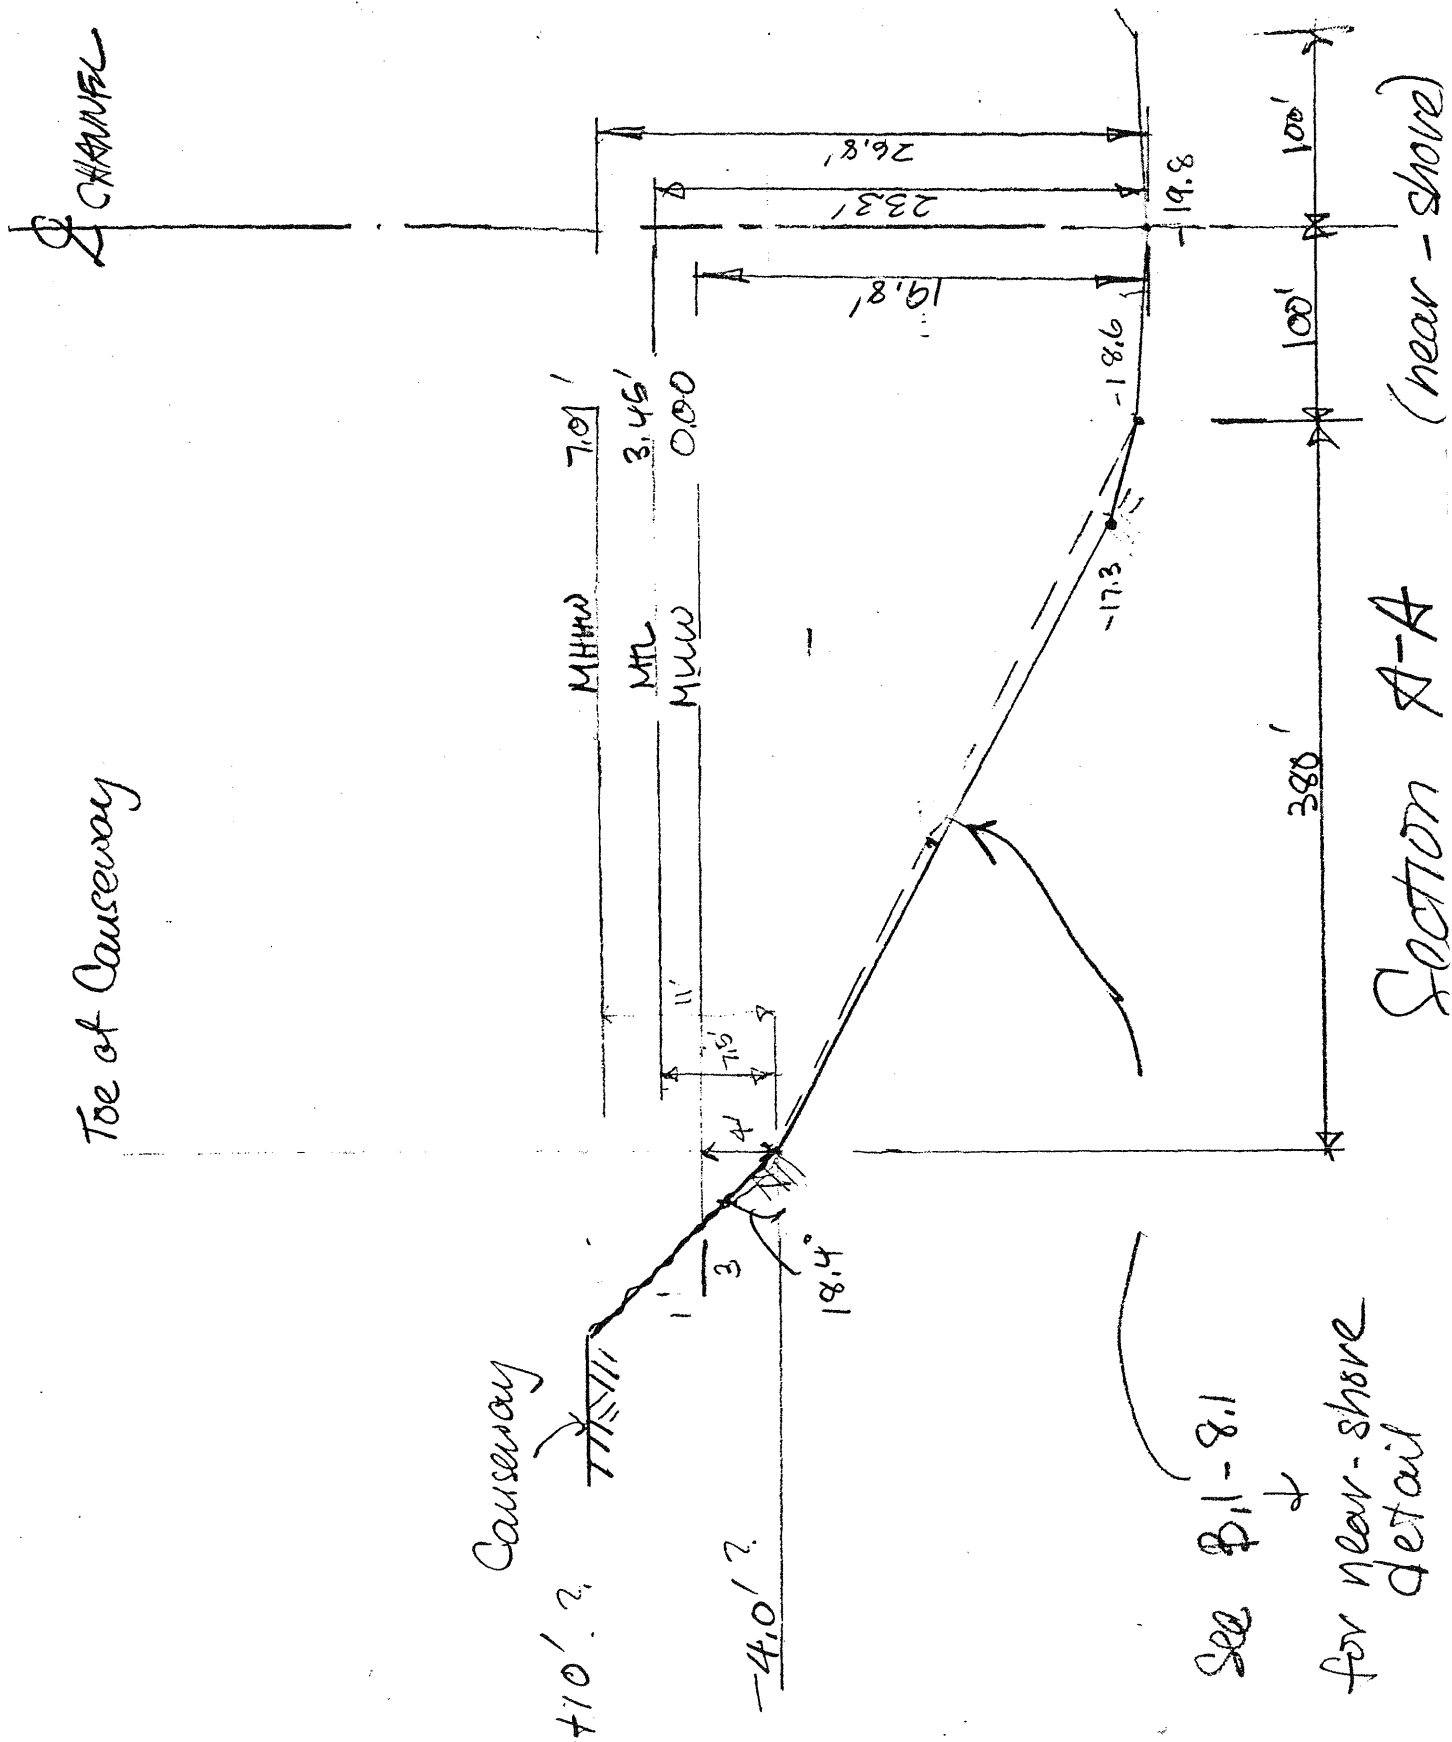 ℄ CHANNEL
Toe of Causeway
Causeway
+10' ?
-4.0' ?
MHHW 7.01'
MTL 3.45'
MLLW 0.00
26.8'
23.3'
19.8'
-19.8
-18.6
-17.3
11'
7.5'
4'
1
3
18.4°
100'
100'
388'
See B.1-8.1
for near-shore
detail
Section A-A (near-shore)